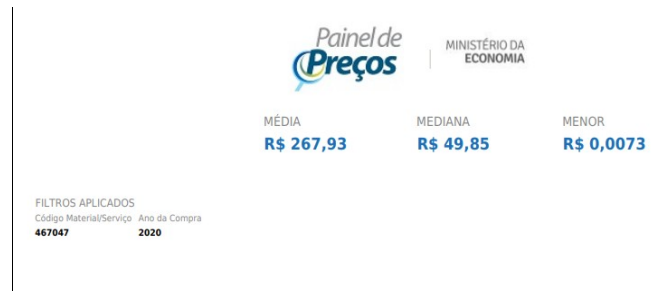 Painel de
Preços
MINISTÉRIO DA
ECONOMIA
MÉDIA MEDIANA MENOR
R$ 267,93 R$ 49,85 R$ 0,0073
FILTROS APLICADOS
Código Material/Serviço Ano da Compra
467047 2020